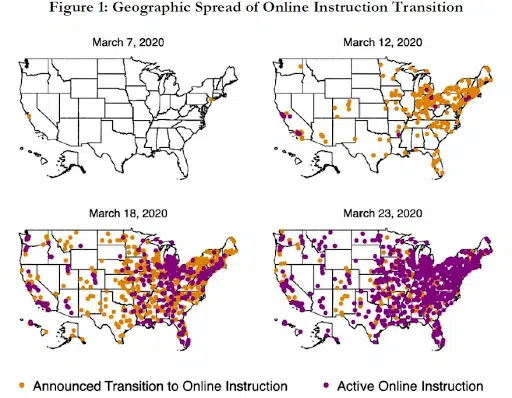 Figure 1: Geographic Spread of Online Instruction Transition
March 7, 2020
March 12, 2020
March 18, 2020
March 23, 2020
Announced Transition to Online Instruction
Active Online Instruction